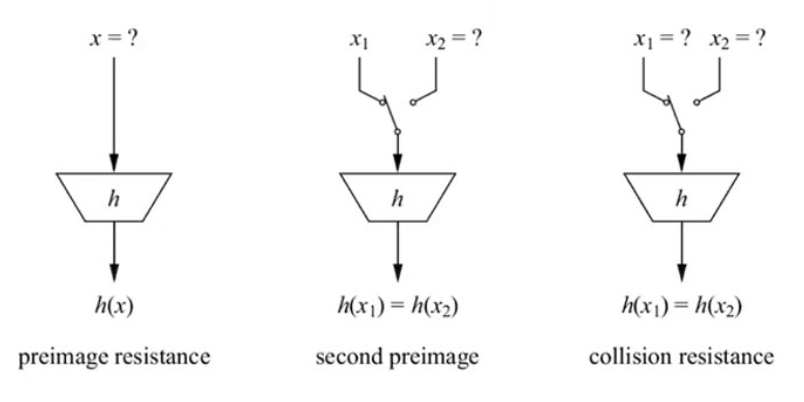 x = ?
h
h(x)
preimage resistance
x₁ x₂ = ?
h
h(x₁) = h(x₂)
second preimage
x₁ = ? x₂ = ?
h
h(x₁) = h(x₂)
collision resistance